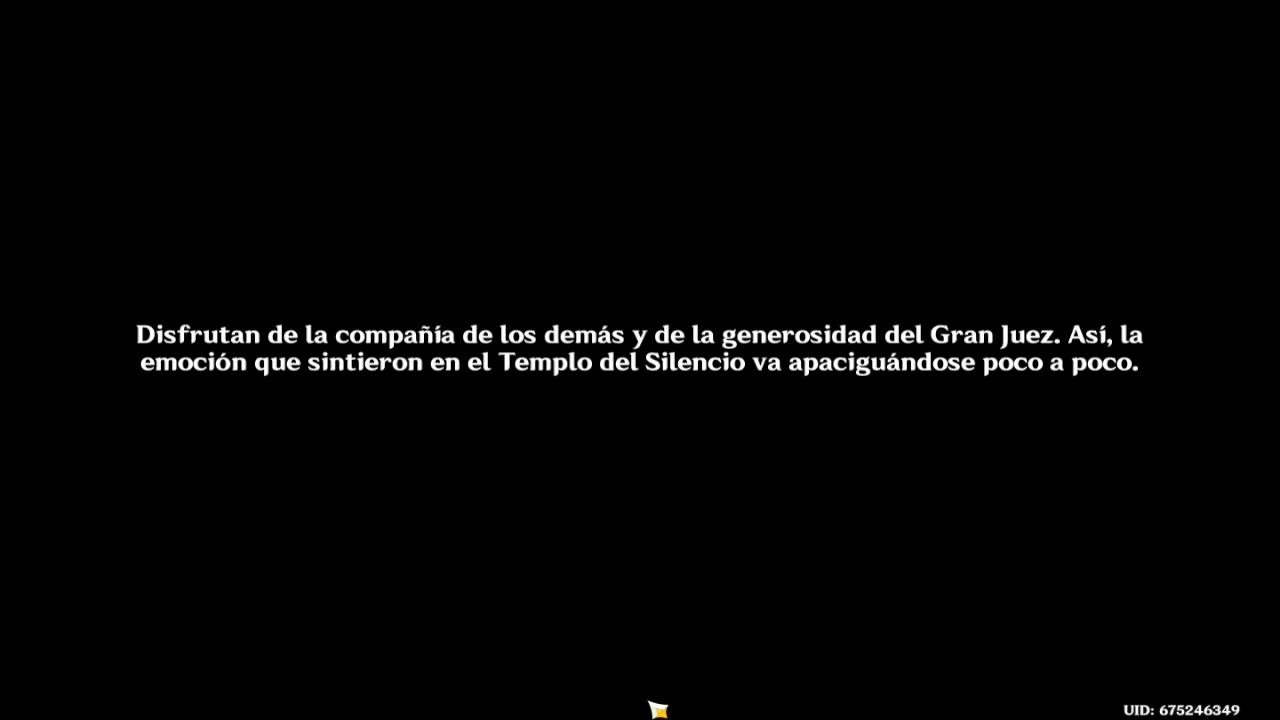 Disfrutan de la compañía de los demás y de la generosidad del Gran Juez. Así, la
emoción que sintieron en el Templo del Silencio va apaciguándose poco a poco.
UID: 675246349